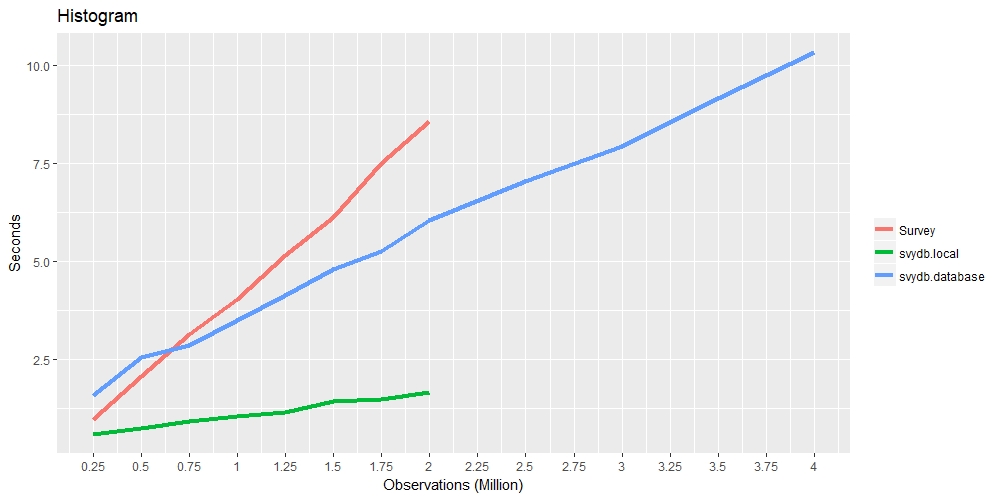 Histogram
10.0
7.5
5.0
2.5
Seconds
0.25 0.5 0.75 1 1.25 1.5 1.75 2 2.25 2.5 2.75 3 3.25 3.5 3.75 4
Observations (Million)
Survey
svydb.local
svydb.database